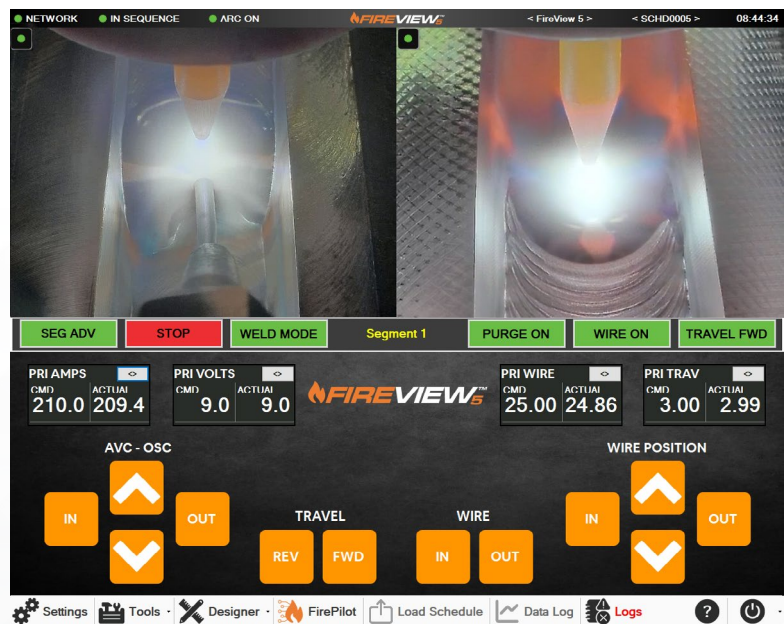 NETWORK IN SEQUENCE ARC ON FIREVIEW5™ < FireView 5 > < SCHD0005 > 08:44:34
SEG ADV STOP WELD MODE Segment 1 PURGE ON WIRE ON TRAVEL FWD
PRI AMPS <> PRI VOLTS <> PRI WIRE <> PRI TRAV <>
CMD ACTUAL CMD ACTUAL CMD ACTUAL CMD ACTUAL
210.0 209.4 9.0 9.0 FIREVIEW5™ 25.00 24.86 3.00 2.99
AVC - OSC WIRE POSITION
IN OUT TRAVEL WIRE IN OUT
REV FWD IN OUT
Settings Tools Designer FirePilot Load Schedule Data Log Logs ?